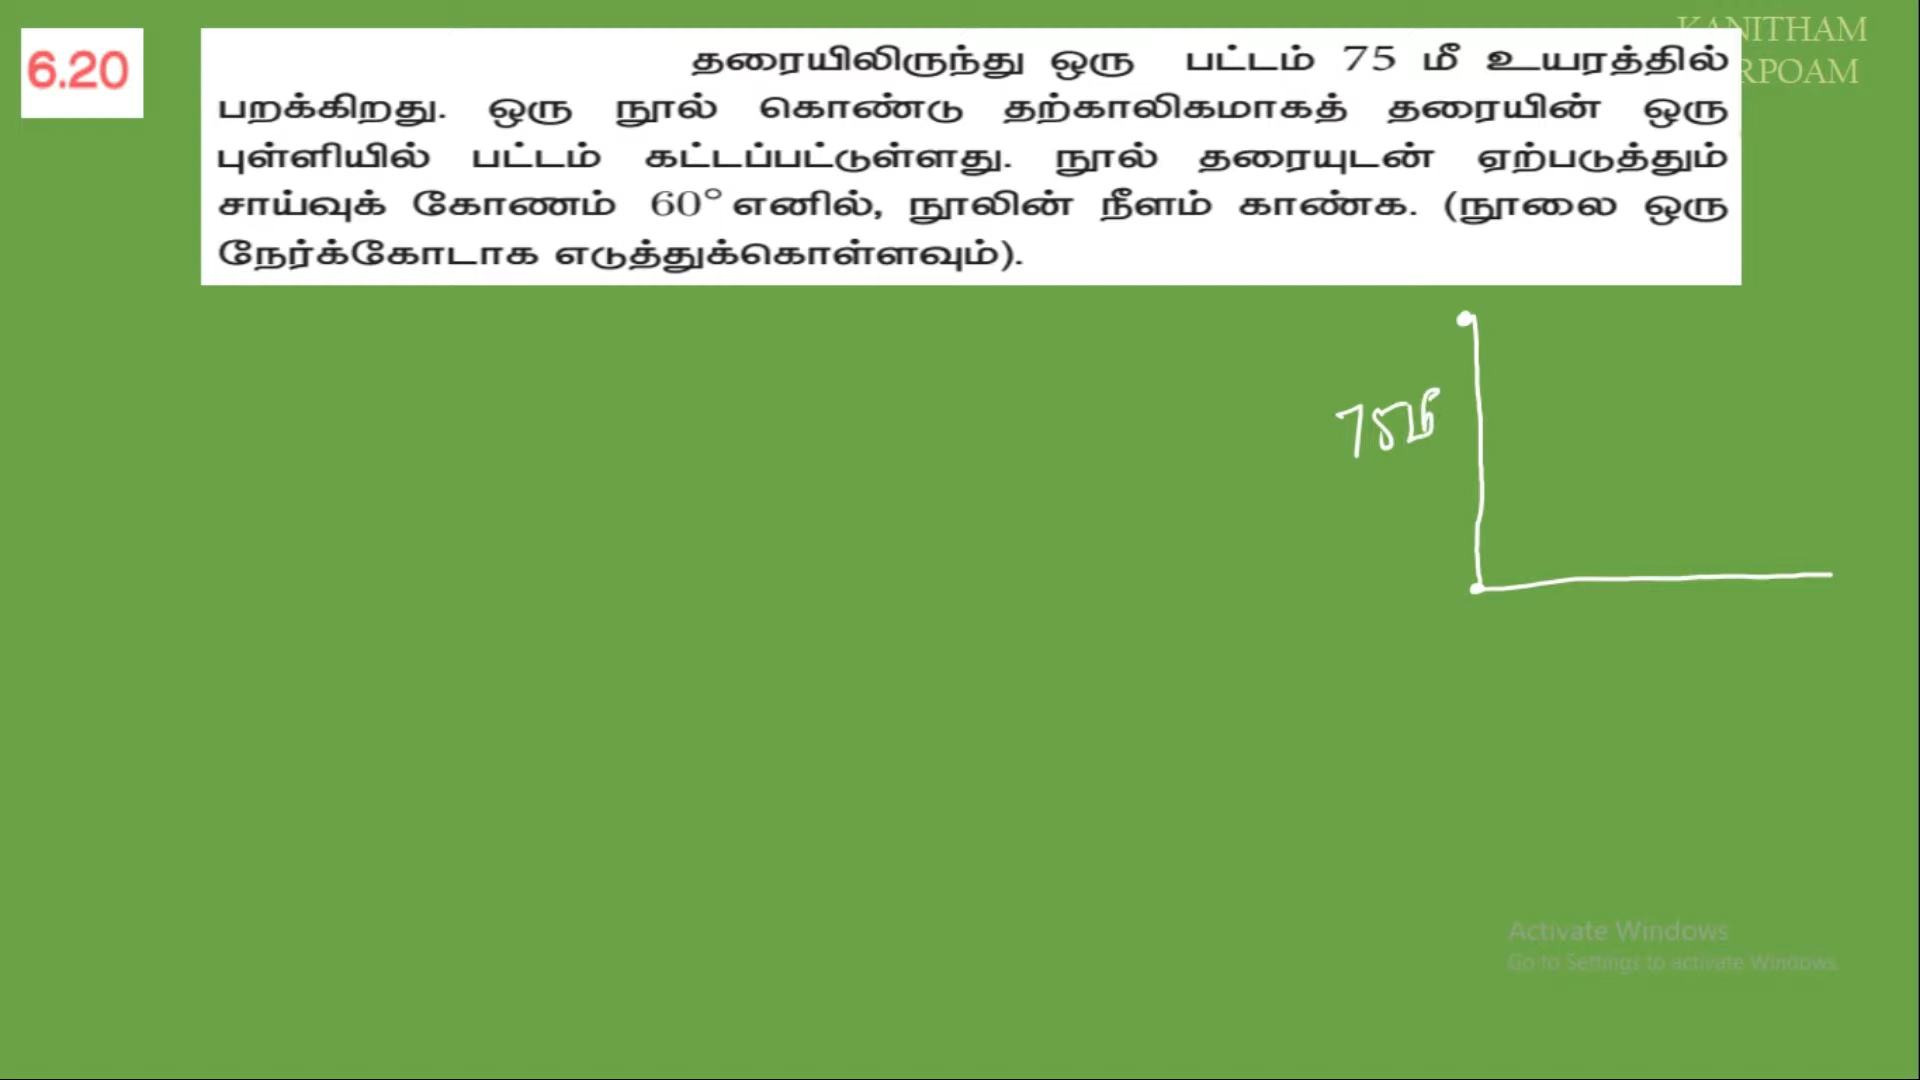 KANITHAM
RPOAM
6.20
தரையிலிருந்து ஒரு பட்டம் 75 மீ உயரத்தில்
பறக்கிறது. ஒரு நூல் கொண்டு தற்காலிகமாகத் தரையின் ஒரு
புள்ளியில் பட்டம் கட்டப்பட்டுள்ளது. நூல் தரையுடன் ஏற்படுத்தும்
சாய்வுக் கோணம் 60° எனில், நூலின் நீளம் காண்க. (நூலை ஒரு
நேர்க்கோடாக எடுத்துக்கொள்ளவும்).
75மீ
Activate Windows
Go to Settings to activate Windows.